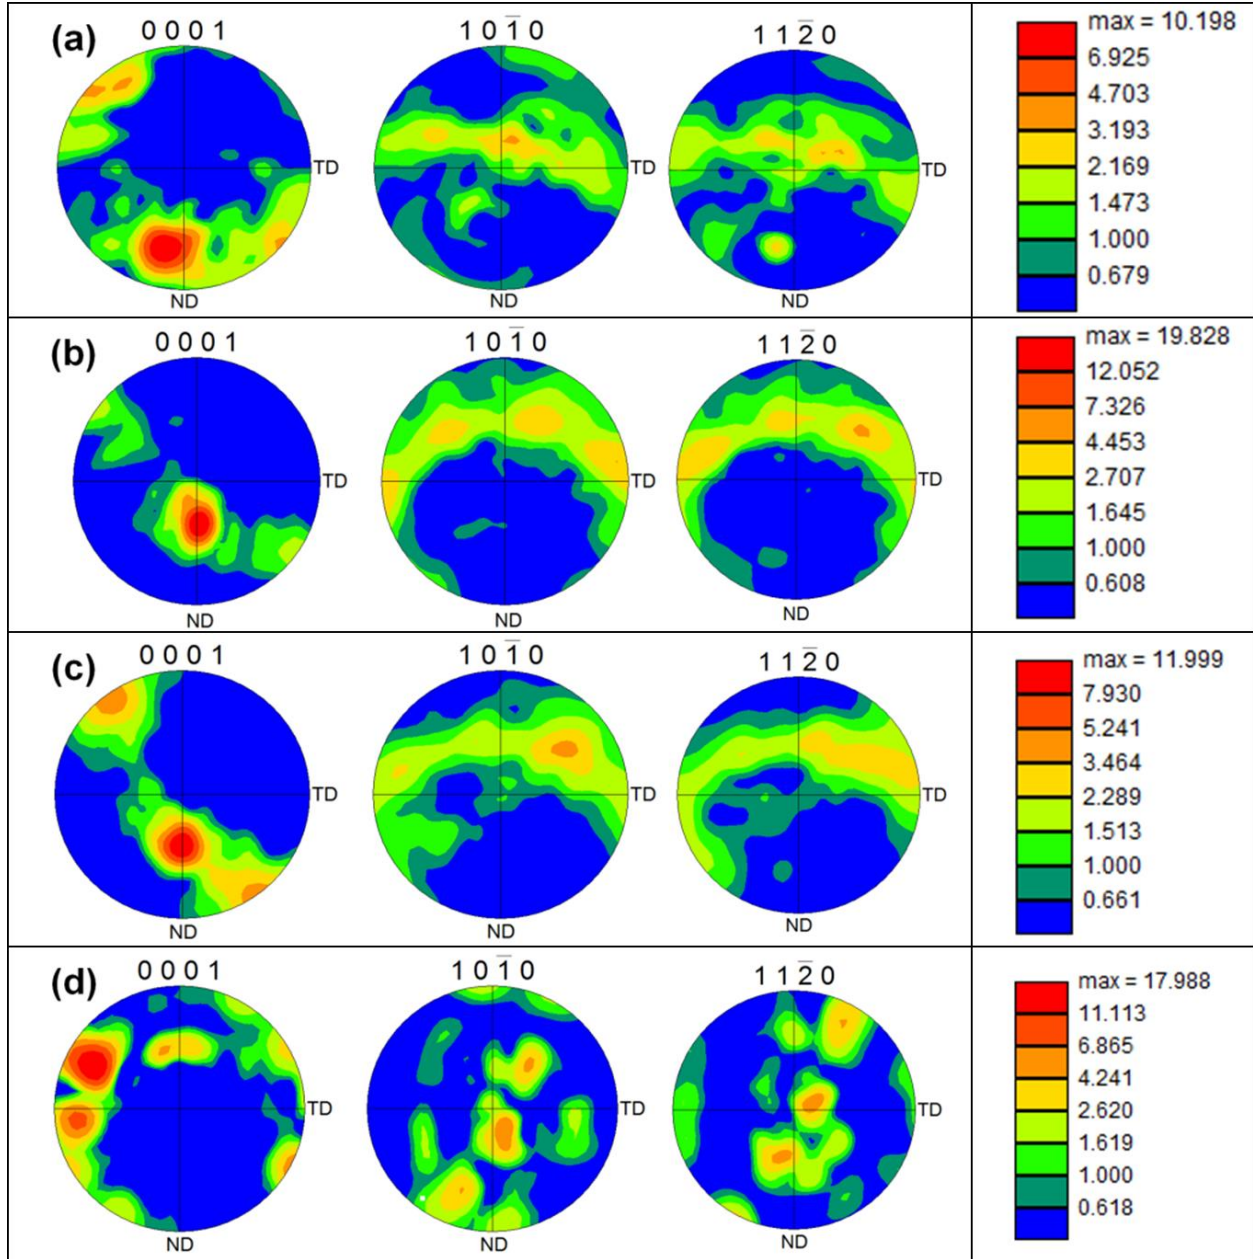 (a)
0 0 0 1
1 0 1̅ 0
1 1 2̅ 0
TD
TD
TD
ND
ND
ND
max = 10.198
6.925
4.703
3.193
2.169
1.473
1.000
0.679
(b)
0 0 0 1
1 0 1̅ 0
1 1 2̅ 0
TD
TD
TD
ND
ND
ND
max = 19.828
12.052
7.326
4.453
2.707
1.645
1.000
0.608
(c)
0 0 0 1
1 0 1̅ 0
1 1 2̅ 0
TD
TD
TD
ND
ND
ND
max = 11.999
7.930
5.241
3.464
2.289
1.513
1.000
0.661
(d)
0 0 0 1
1 0 1̅ 0
1 1 2̅ 0
TD
TD
TD
ND
ND
ND
max = 17.988
11.113
6.865
4.241
2.620
1.619
1.000
0.618